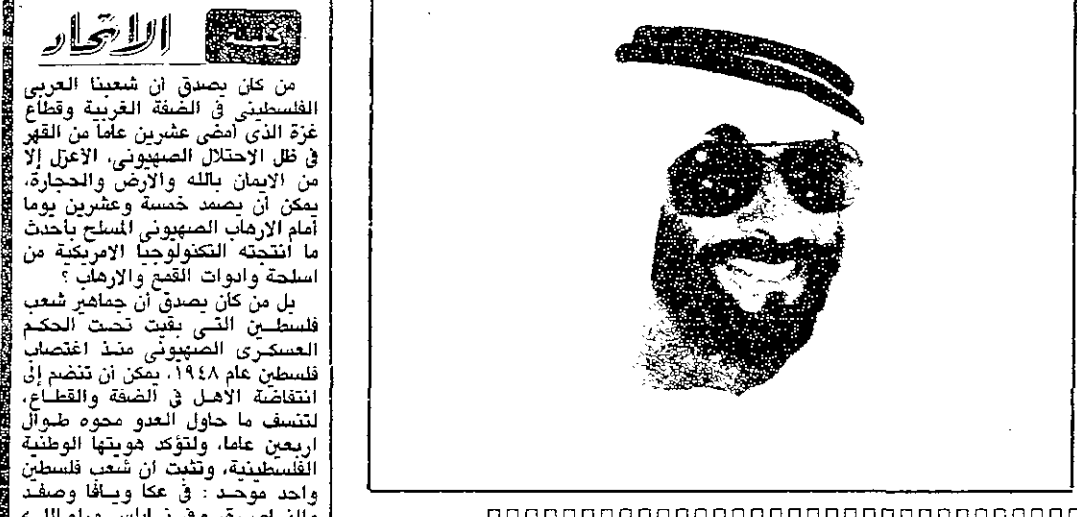 كلمة الاتحاد
من كان يصدق أن شعبنا العربي
الفلسطيني في الضفة الغربية وقطاع
غزة الذي أمضى عشرين عاما من القهر
في ظل الاحتلال الصهيوني، الأعزل إلا
من الايمان بالله والأرض والحجارة،
يمكن أن يصمد خمسة وعشرين يوما
أمام الارهاب الصهيوني المسلح بأحدث
ما انتجته التكنولوجيا الامريكية من
اسلحة وادوات القمع والارهاب ؟
بل من كان يصدق أن جماهير شعب
فلسطين التي بقيت تحت الحكم
العسكري الصهيوني منذ اغتصاب
فلسطين عام ١٩٤٨، يمكن أن تنضم إلى
انتفاضة الاهل في الضفة والقطاع،
لتنسف ما حاول العدو محوه طوال
اربعين عاما، ولتؤكد هويتها الوطنية
الفلسطينية، وتثبت ان شعب فلسطين
واحد موحد : في عكا ويافا وصفد